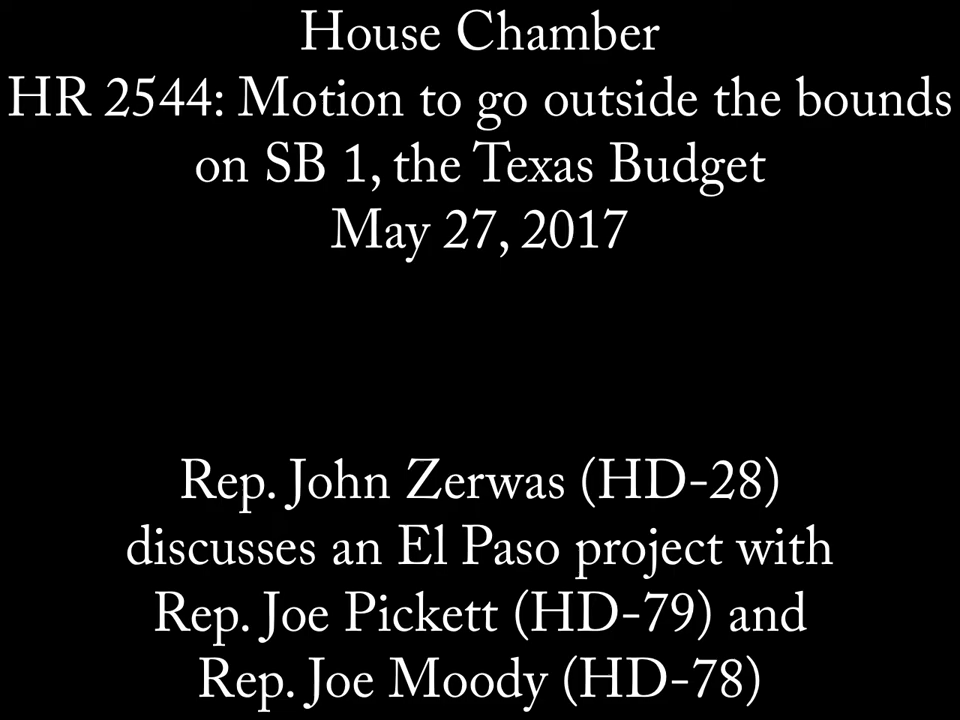 House Chamber
HR 2544: Motion to go outside the bounds
on SB 1, the Texas Budget
May 27, 2017
Rep. John Zerwas (HD-28)
discusses an El Paso project with
Rep. Joe Pickett (HD-79) and
Rep. Joe Moody (HD-78)